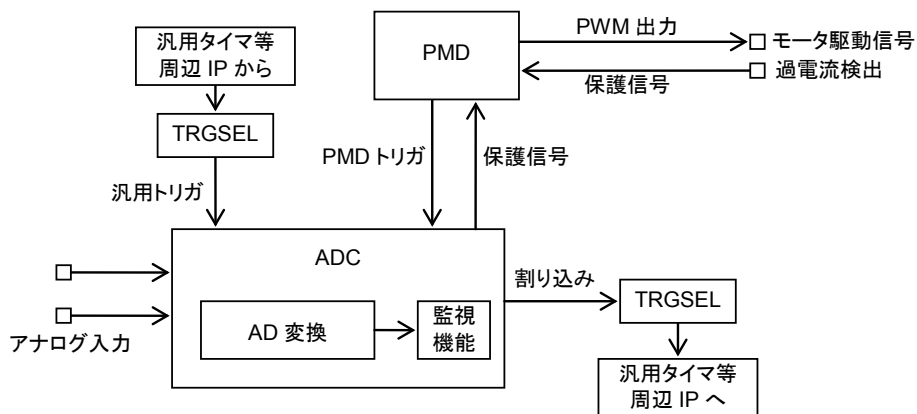 汎用タイマ等
周辺 IP から
TRGSEL
汎用トリガ
PMD
PWM 出力
モータ駆動信号
過電流検出
保護信号
PMD トリガ
保護信号
ADC
AD 変換
監視
機能
アナログ入力
割り込み
TRGSEL
汎用タイマ等
周辺 IP へ